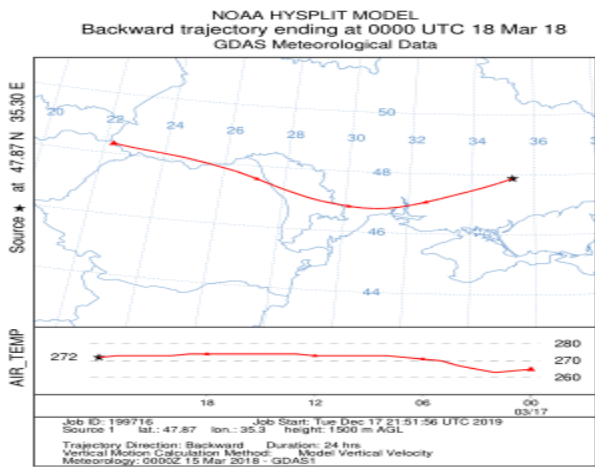 NOAA HYSPLIT MODEL
Backward trajectory ending at 0000 UTC 18 Mar 18
GDAS Meteorological Data
Source ★ at 47.87 N 35.30 E
20 22 24 26 28 30 32 34 36
50
48
46
44
AIR_TEMP
272
280
270
260
18 12 06 00
03/17
Job ID: 199716 Job Start: Tue Dec 17 21:51:56 UTC 2019
Source 1 lat.: 47.87 lon.: 35.3 height: 1500 m AGL
Trajectory Direction: Backward Duration: 24 hrs
Vertical Motion Calculation Method: Model Vertical Velocity
Meteorology: 0000Z 15 Mar 2018 - GDAS1